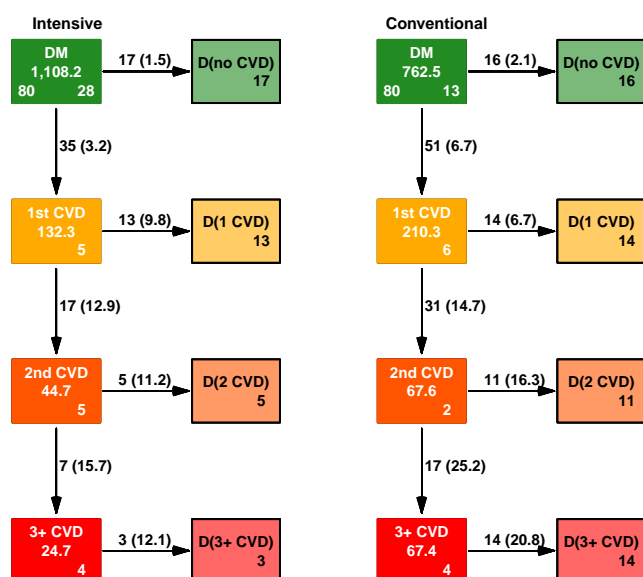 Intensive
DM
1,108.2
80 28
17 (1.5)
D(no CVD)
17
35 (3.2)
1st CVD
132.3
5
13 (9.8)
D(1 CVD)
13
17 (12.9)
2nd CVD
44.7
5
5 (11.2)
D(2 CVD)
5
7 (15.7)
3+ CVD
24.7
4
3 (12.1)
D(3+ CVD)
3
Conventional
DM
762.5
80 13
16 (2.1)
D(no CVD)
16
51 (6.7)
1st CVD
210.3
6
14 (6.7)
D(1 CVD)
14
31 (14.7)
2nd CVD
67.6
2
11 (16.3)
D(2 CVD)
11
17 (25.2)
3+ CVD
67.4
4
14 (20.8)
D(3+ CVD)
14